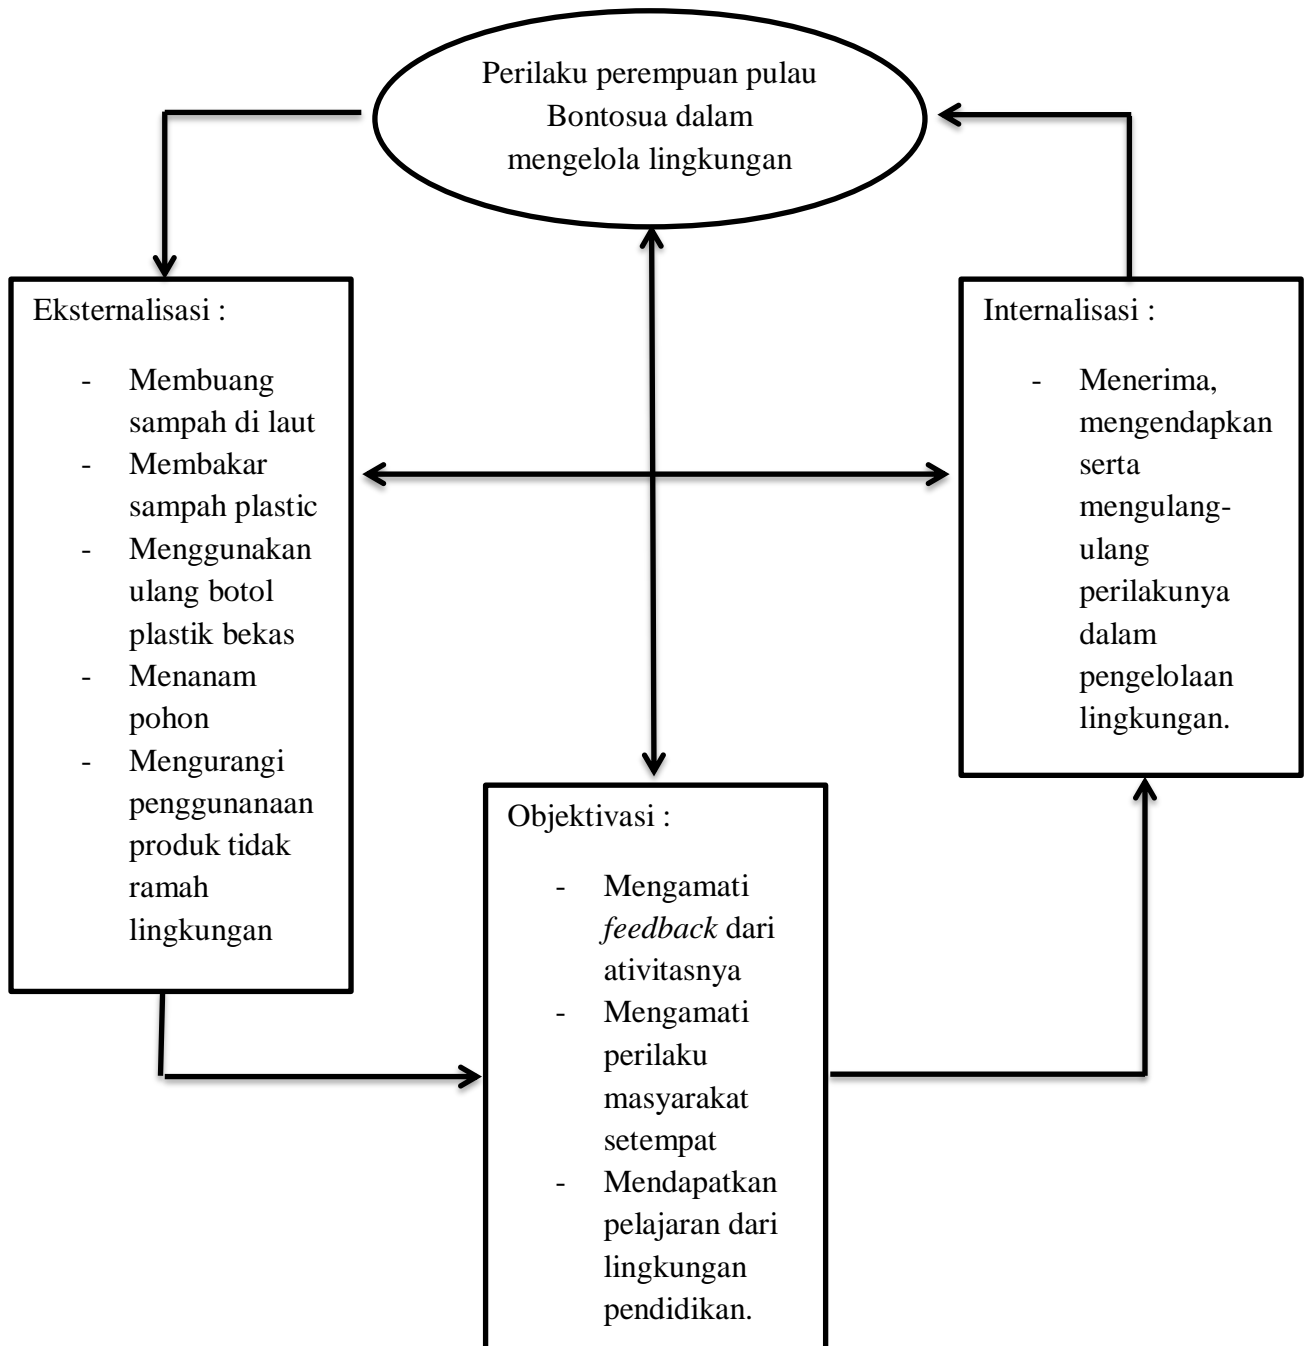 Perilaku perempuan pulau
Bontosua dalam
mengelola lingkungan
Eksternalisasi :
- Membuang
sampah di laut
- Membakar
sampah plastic
- Menggunakan
ulang botol
plastik bekas
- Menanam
pohon
- Mengurangi
penggunanaan
produk tidak
ramah
lingkungan
Internalisasi :
- Menerima,
mengendapkan
serta
mengulang-
ulang
perilakunya
dalam
pengelolaan
lingkungan.
Objektivasi :
- Mengamati
feedback dari
ativitasnya
- Mengamati
perilaku
masyarakat
setempat
- Mendapatkan
pelajaran dari
lingkungan
pendidikan.